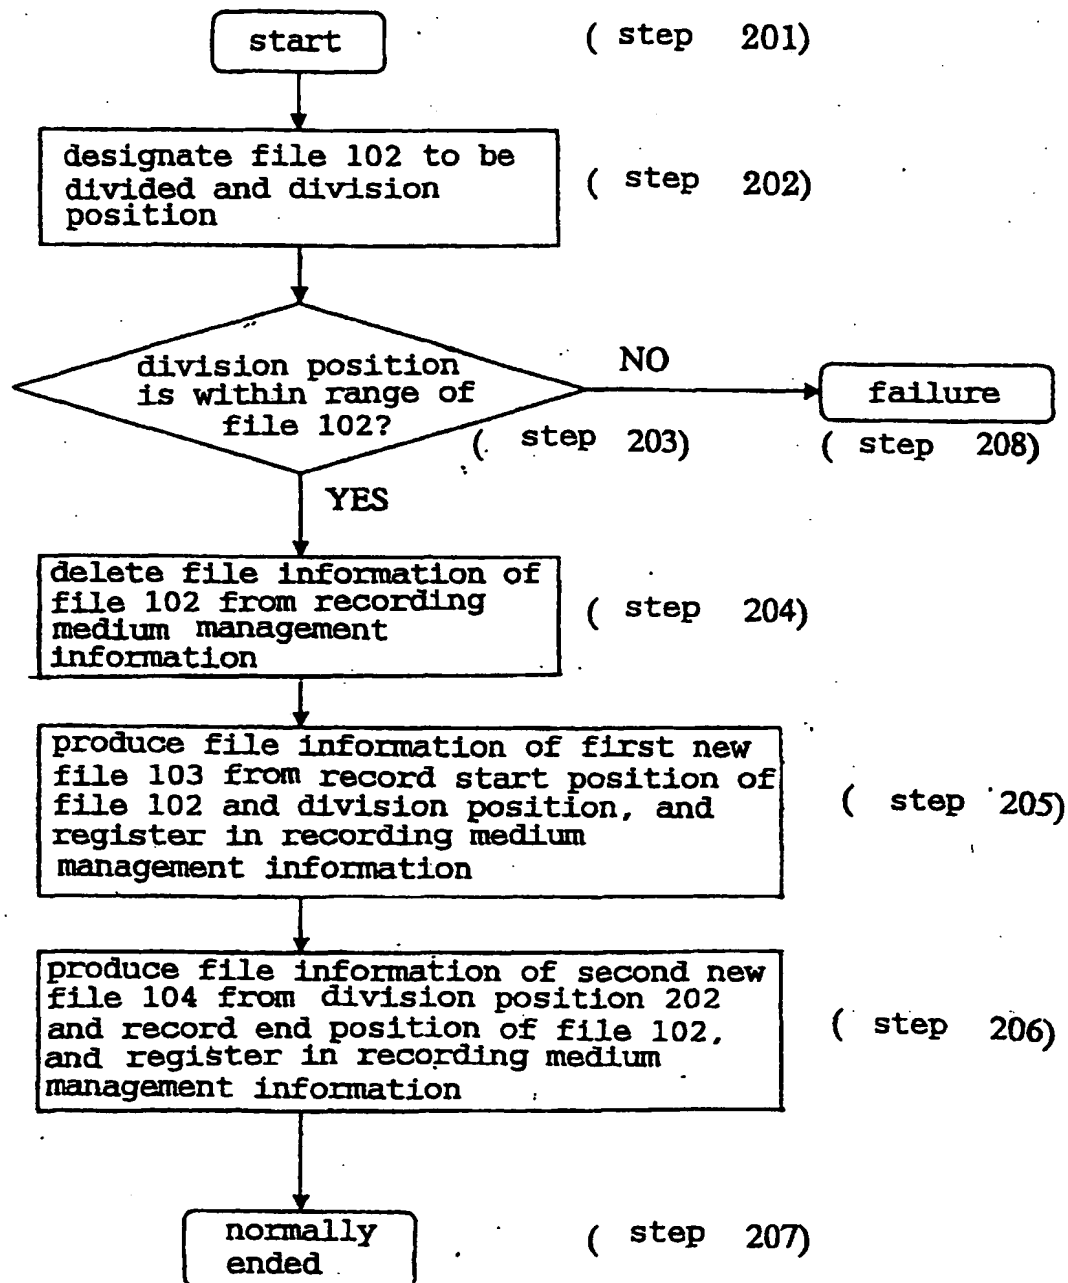 start
( step 201)
designate file 102 to be
divided and division
position
( step 202)
division position
is within range of
file 102?
( step 203)
NO
failure
( step 208)
YES
delete file information of
file 102 from recording
medium management
information
( step 204)
produce file information of first new
file 103 from record start position of
file 102 and division position, and
register in recording medium
management information
( step 205)
produce file information of second new
file 104 from division position 202
and record end position of file 102,
and register in recording medium
management information
( step 206)
normally
ended
( step 207)